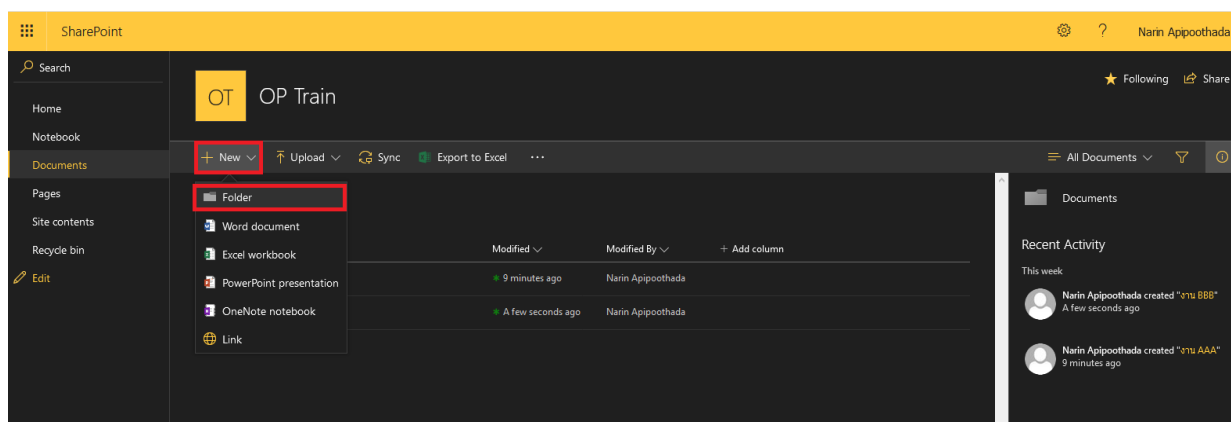 SharePoint
?
Narin Apipoothada
Search
Home
Notebook
Documents
Pages
Site contents
Recycle bin
Edit
OT
OP Train
Following
Share
+ New
Upload
Sync
Export to Excel
...
All Documents
Folder
Word document
Excel workbook
PowerPoint presentation
OneNote notebook
Link
Modified
Modified By
+ Add column
9 minutes ago
Narin Apipoothada
A few seconds ago
Narin Apipoothada
Documents
Recent Activity
This week
Narin Apipoothada created "งาน BBB"
A few seconds ago
Narin Apipoothada created "งาน AAA"
9 minutes ago